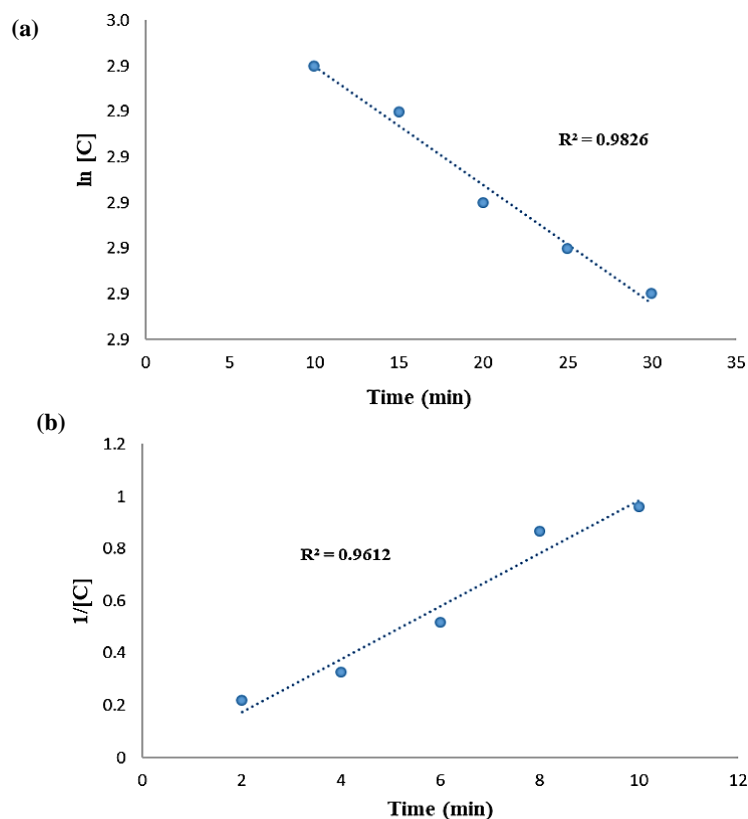 (a)
3.0
2.9
2.9
2.9
2.9
2.9
2.9
2.9
ln [C]
R² = 0.9826
0 5 10 15 20 25 30 35
Time (min)
(b)
1.2
1
0.8
0.6
0.4
0.2
0
1/[C]
R² = 0.9612
0 2 4 6 8 10 12
Time (min)